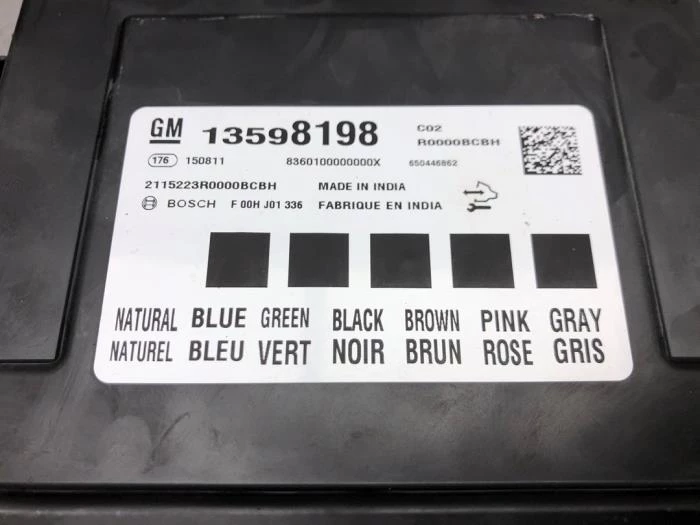 GM 13598198 C02
R0000BCBH
176 150811 8360100000000X 650446862
2115223R0000BCBH MADE IN INDIA
BOSCH F 00H J01 336 FABRIQUE EN INDIA
NATURAL BLUE GREEN BLACK BROWN PINK GRAY
NATUREL BLEU VERT NOIR BRUN ROSE GRIS